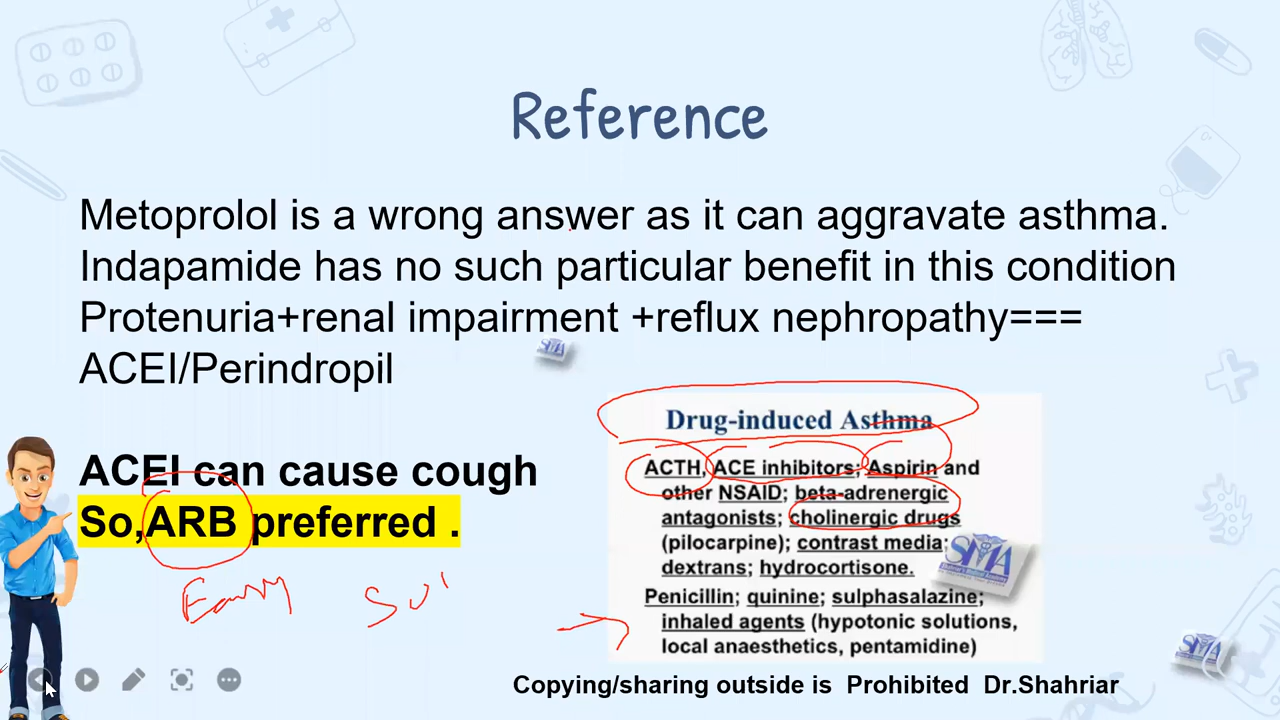 Reference
Metoprolol is a wrong answer as it can aggravate asthma.
Indapamide has no such particular benefit in this condition
Protenuria+renal impairment +reflux nephropathy===
ACEI/Perindropil
ACEI can cause cough
So,ARB preferred .
Drug-induced Asthma
ACTH, ACE inhibitors; Aspirin and
other NSAID; beta-adrenergic
antagonists; cholinergic drugs
(pilocarpine); contrast media;
dextrans; hydrocortisone.
Penicillin; quinine; sulphasalazine;
inhaled agents (hypotonic solutions,
local anaesthetics, pentamidine)
SMA
Copying/sharing outside is Prohibited Dr.Shahriar